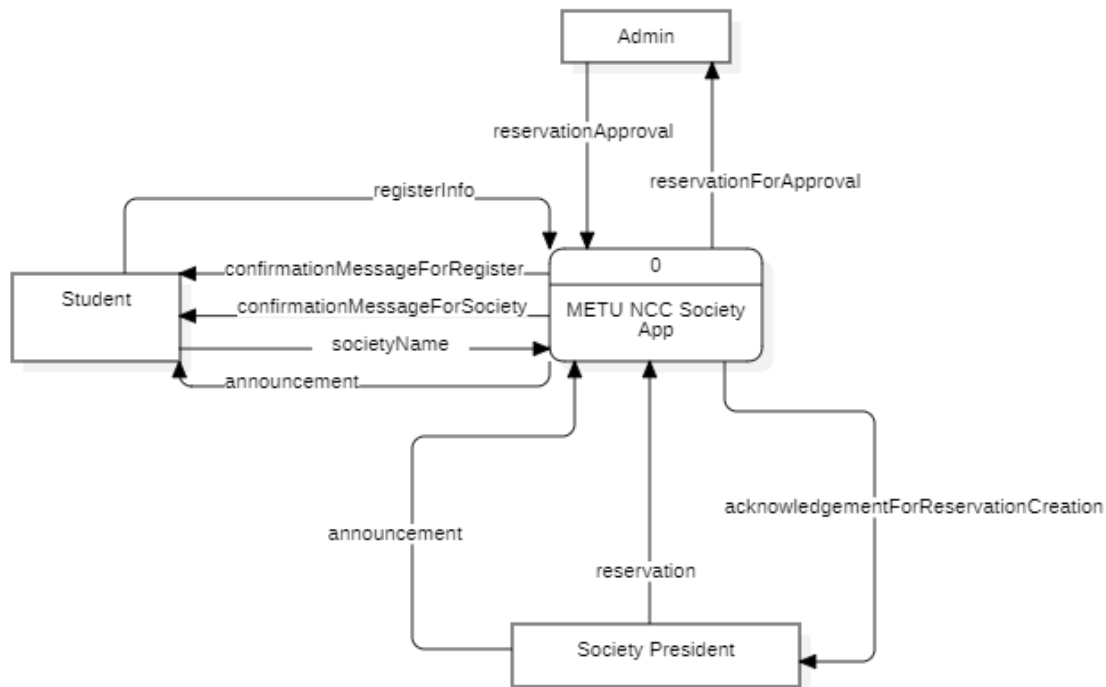 Admin
reservationApproval
reservationForApproval
registerInfo
0
METU NCC Society
App
Student
confirmationMessageForRegister
confirmationMessageForSociety
societyName
announcement
announcement
reservation
acknowledgementForReservationCreation
Society President